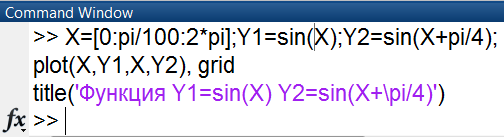 Command Window
>> X=[0:pi/100:2*pi];Y1=sin(X);Y2=sin(X+pi/4);
plot(X,Y1,X,Y2), grid
title('Функция Y1=sin(X) Y2=sin(X+\pi/4)')
fx >>